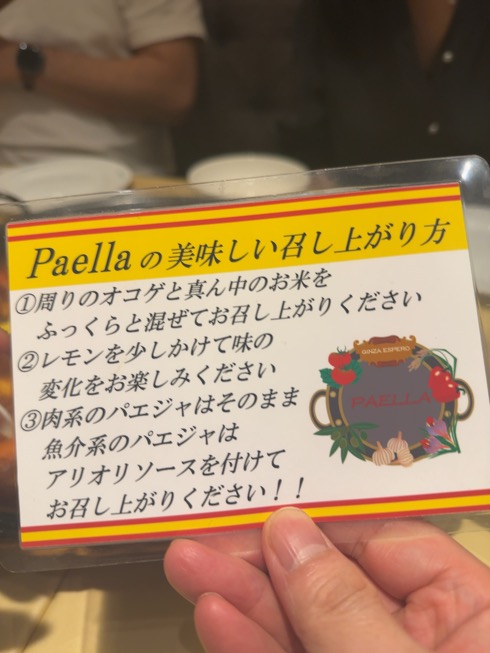 Paellaの美味しい召し上がり方
①周りのオコゲと真ん中のお米を
ふっくらと混ぜてお召し上がりください
②レモンを少しかけて味の
変化をお楽しみください
③肉系のパエジャはそのまま
魚介系のパエジャは
アリオリソースを付けて
お召し上がりください！！
GINZA ESPERO
PAELLA